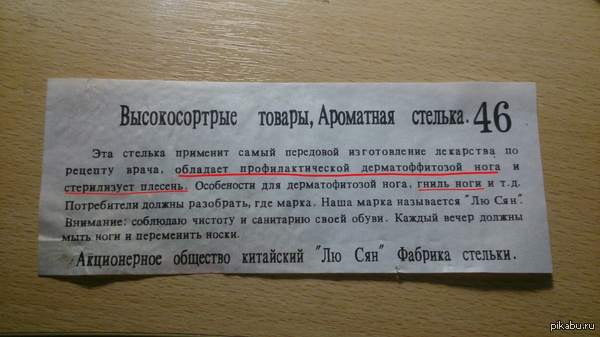 Высокосортрые товары, Ароматная стелька. 46
Эта стелька применит самый передовой изготовление лекарства по
рецепту врача, обладает профилактической дерматоффитозой нога и
стерилизует плесень. Особености для дерматофитозой нога, гниль ноги и т.д.
Потребители должны разобрать, где марка. Наша марка называется "Лю Сян".
Внимание: соблюдаю чистоту и санитарию своей обуви. Каждый вечер должны
мыть ноги и переменить носки.
Акционерное общество китайский "Лю Сян" Фабрика стельки.
pikabu.ru